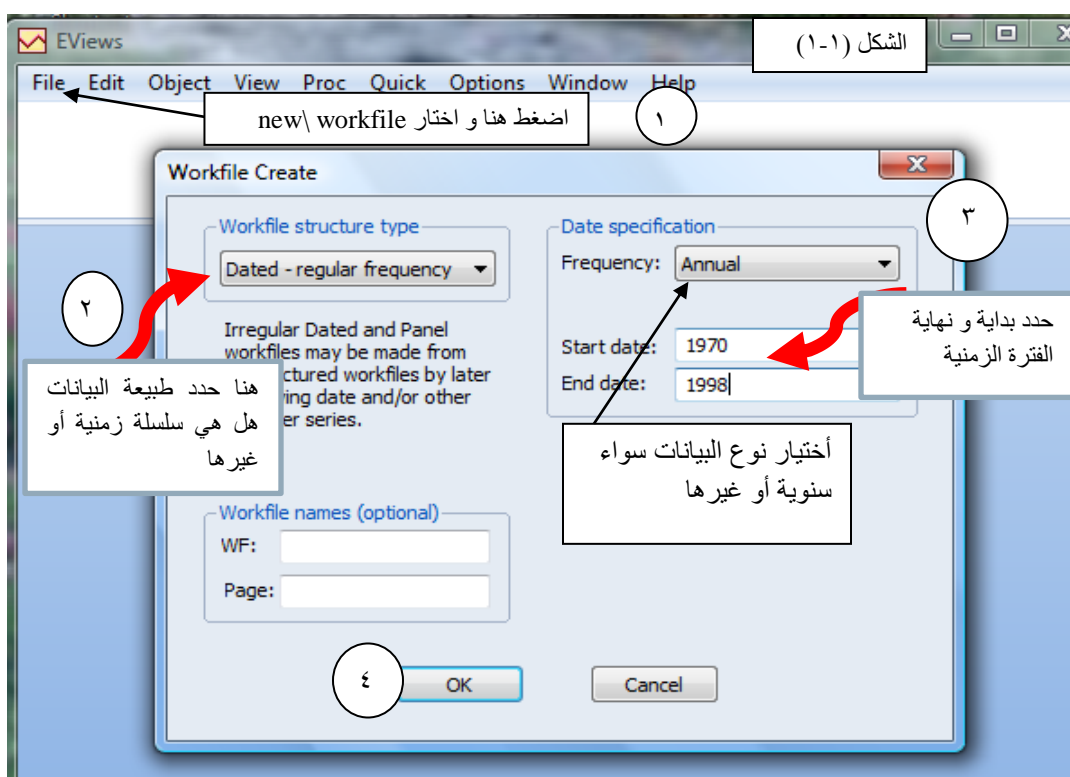 EViews
الشكل (١-١)
File Edit Object View Proc Quick Options Window Help
اضغط هنا و اختار new\ workfile
١
Workfile Create
Workfile structure type
Dated - regular frequency
Date specification
Frequency: Annual
٣
٢
Irregular Dated and Panel
workfiles may be made from
workfiles by later
date and/or other
series.
Start date: 1970
End date: 1998
حدد بداية و نهاية
الفترة الزمنية
هنا حدد طبيعة البيانات
هل هي سلسلة زمنية أو
غيرها
أختيار نوع البيانات سواء
سنوية أو غيرها
Workfile names (optional)
WF:
Page:
٤
OK
Cancel